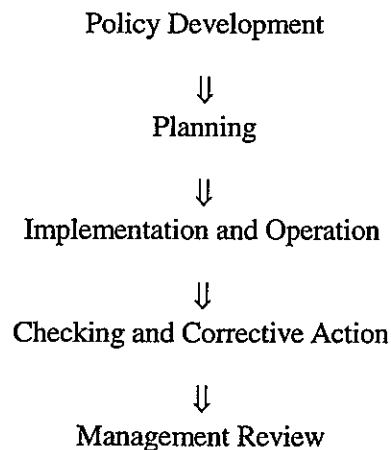 Policy Development
⇓
Planning
⇓
Implementation and Operation
⇓
Checking and Corrective Action
⇓
Management Review